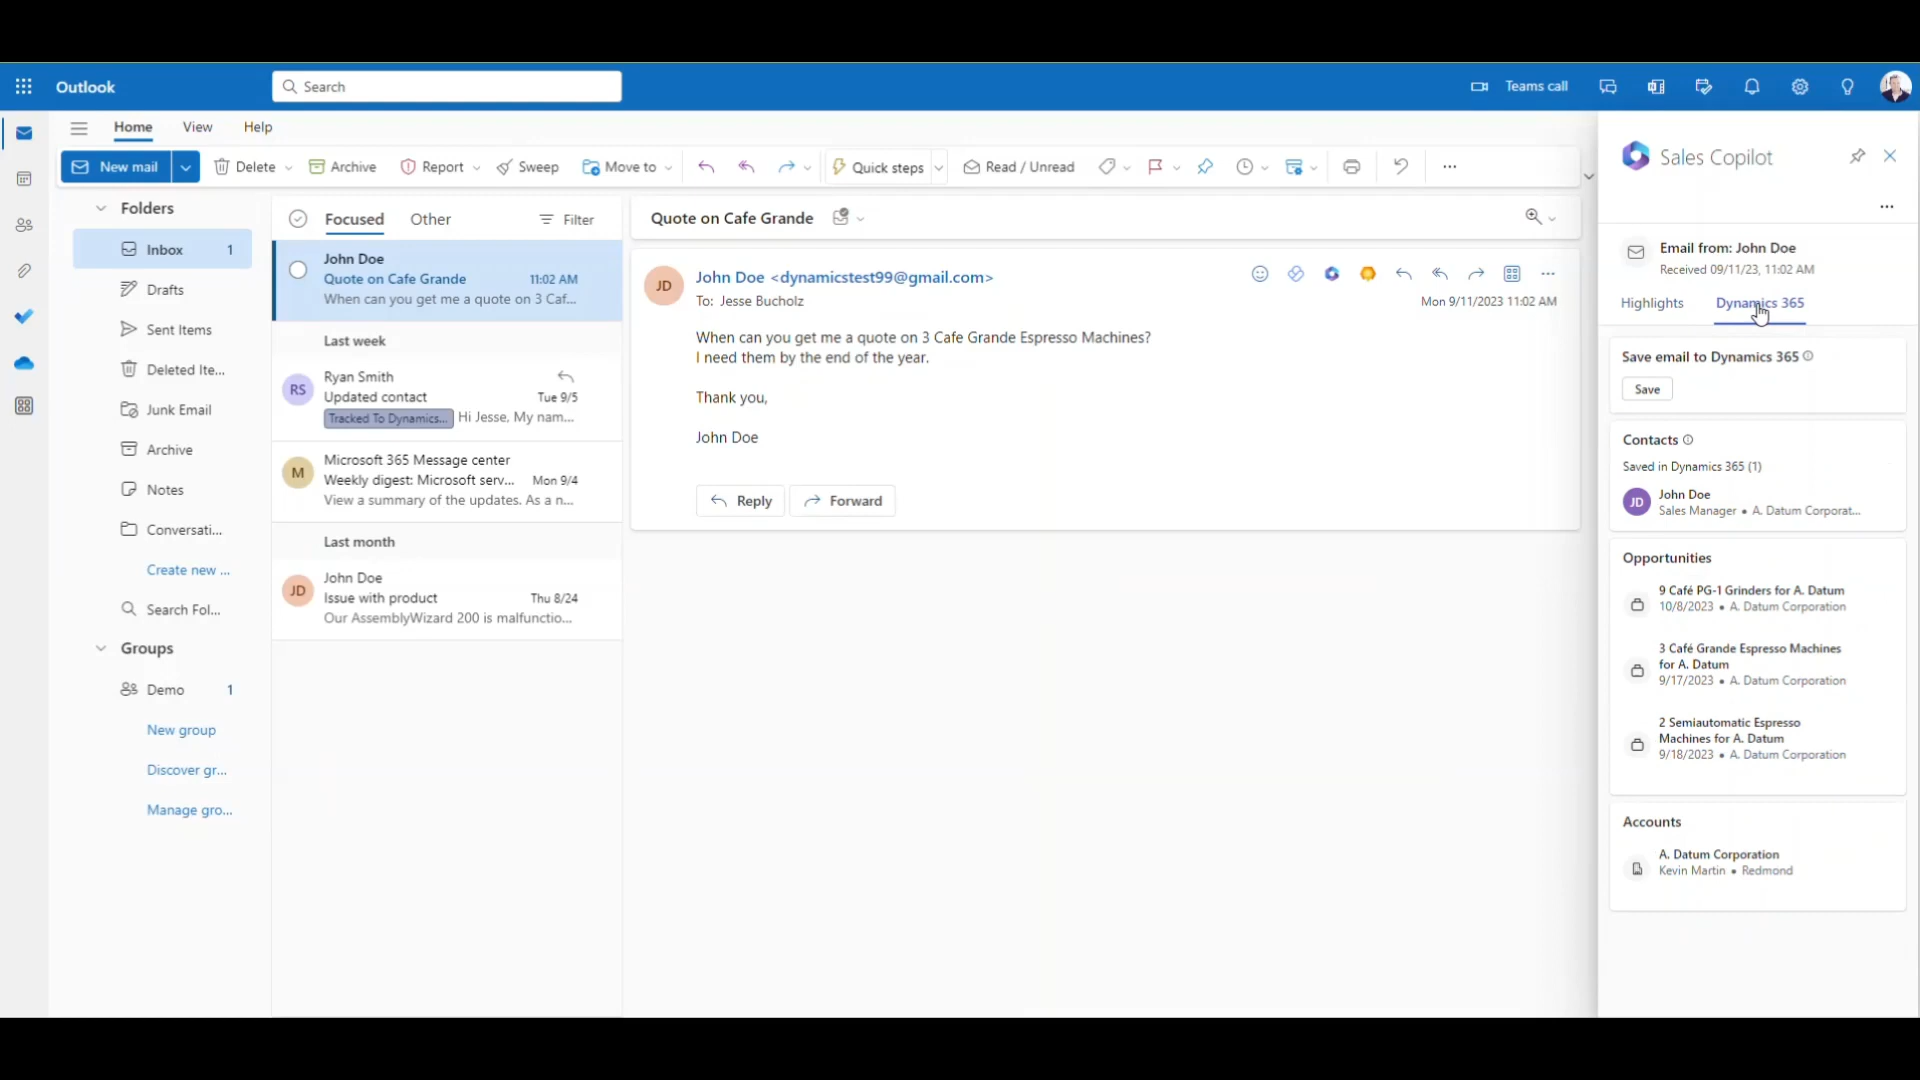 Outlook
Search
Teams call
Home
View
Help
New mail
Delete
Archive
Report
Sweep
Move to
Quick steps
Read / Unread
Folders
Inbox 1
Drafts
Sent Items
Deleted Ite...
Junk Email
Archive
Notes
Conversati...
Create new ...
Search Fol...
Groups
Demo 1
New group
Discover gr...
Manage gro...
Focused
Other
Filter
John Doe
Quote on Cafe Grande 11:02 AM
When can you get me a quote on 3 Caf...
Last week
RS
Ryan Smith
Updated contact Tue 9/5
Tracked To Dynamics... Hi Jesse, My nam...
M
Microsoft 365 Message center
Weekly digest: Microsoft serv... Mon 9/4
View a summary of the updates. As a n...
Last month
JD
John Doe
Issue with product Thu 8/24
Our AssemblyWizard 200 is malfunctio...
Quote on Cafe Grande
JD
John Doe <dynamicstest99@gmail.com>
To: Jesse Bucholz
Mon 9/11/2023 11:02 AM
When can you get me a quote on 3 Cafe Grande Espresso Machines?
I need them by the end of the year.
Thank you,
John Doe
Reply
Forward
Sales Copilot
Email from: John Doe
Received 09/11/23, 11:02 AM
Highlights
Dynamics 365
Save email to Dynamics 365
Save
Contacts
Saved in Dynamics 365 (1)
JD
John Doe
Sales Manager • A. Datum Corporat...
Opportunities
9 Café PG-1 Grinders for A. Datum
10/8/2023 • A. Datum Corporation
3 Café Grande Espresso Machines
for A. Datum
9/17/2023 • A. Datum Corporation
2 Semiautomatic Espresso
Machines for A. Datum
9/18/2023 • A. Datum Corporation
Accounts
A. Datum Corporation
Kevin Martin • Redmond